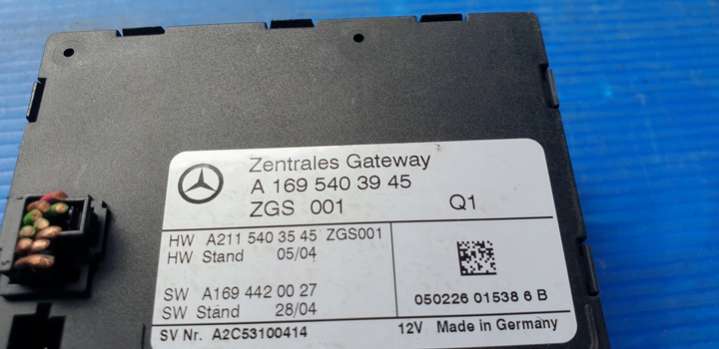 Zentrales Gateway
A 169 540 39 45
ZGS 001 Q1
HW A211 540 35 45 ZGS001
HW Stand 05/04
SW A169 442 00 27
SW Stand 28/04
050226 01538 6 B
SV Nr. A2C53100414
12V Made in Germany